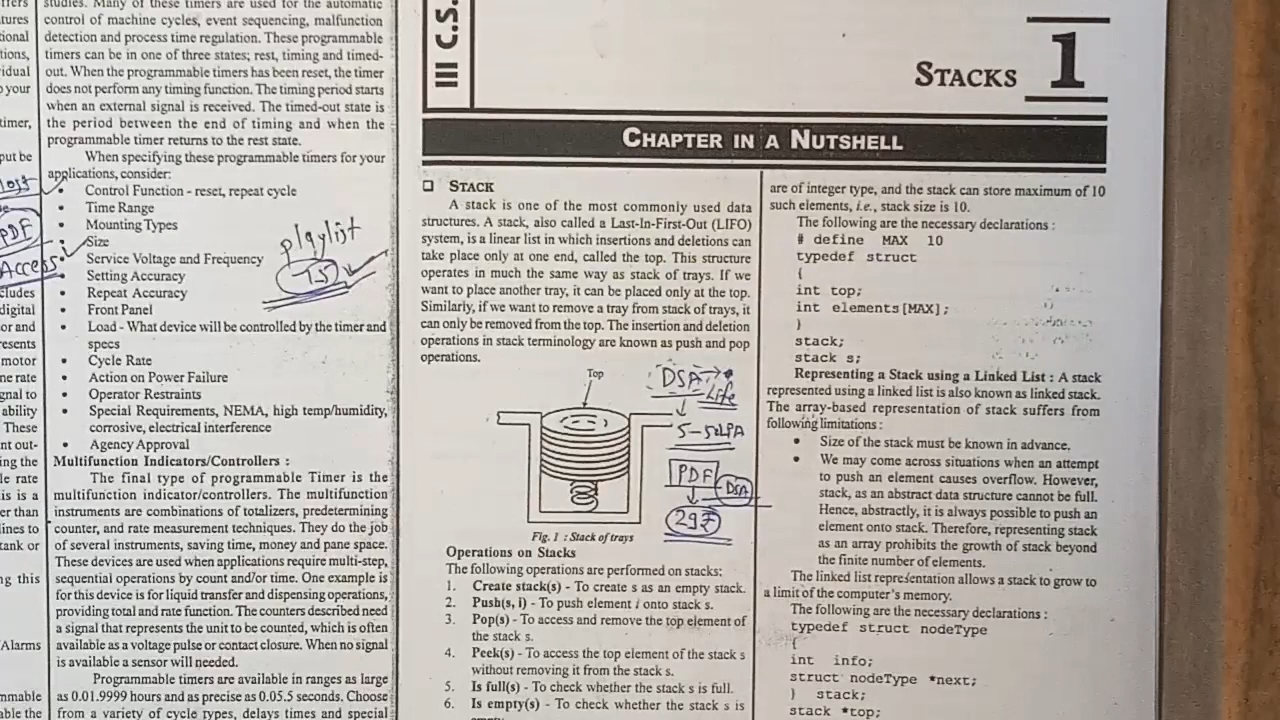 studies. Many of these timers are used for the automatic
control of machine cycles, event sequencing, malfunction
detection and process time regulation. These programmable
timers can be in one of three states; rest, timing and timed-
out. When the programmable timers has been reset, the timer
does not perform any timing function. The timing period starts
when an external signal is received. The timed-out state is
the period between the end of timing and when the
programmable timer returns to the rest state.
When specifying these programmable timers for your
applications, consider:
• Control Function - reset, repeat cycle
• Time Range
• Mounting Types
• Size
• Service Voltage and Frequency
• Setting Accuracy
• Repeat Accuracy
• Front Panel
• Load - What device will be controlled by the timer and
specs
• Cycle Rate
• Action on Power Failure
• Operator Restraints
• Special Requirements, NEMA, high temp/humidity,
corrosive, electrical interference
• Agency Approval
Multifunction Indicators/Controllers :
The final type of programmable Timer is the
multifunction indicator/controllers. The multifunction
instruments are combinations of totalizers, predetermining
counter, and rate measurement techniques. They do the job
of several instruments, saving time, money and pane space.
These devices are used when applications require multi-step,
sequential operations by count and/or time. One example is
for this device is for liquid transfer and dispensing operations,
providing total and rate function. The counters described need
a signal that represents the unit to be counted, which is often
available as a voltage pulse or contact closure. When no signal
is available a sensor will needed.
Programmable timers are available in ranges as large
as 0.01.9999 hours and as precise as 0.05.5 seconds. Choose
from a variety of cycle types, delays times and special
PDF
Access
playlist
III C.S.
STACKS 1
CHAPTER IN A NUTSHELL
❑ STACK
A stack is one of the most commonly used data
structures. A stack, also called a Last-In-First-Out (LIFO)
system, is a linear list in which insertions and deletions can
take place only at one end, called the top. This structure
operates in much the same way as stack of trays. If we
want to place another tray, it can be placed only at the top.
Similarly, if we want to remove a tray from stack of trays, it
can only be removed from the top. The insertion and deletion
operations in stack terminology are known as push and pop
operations.
Top
DSA → Life
5-50LPA
PDF DSA
29₹
Fig. 1 : Stack of trays
Operations on Stacks
The following operations are performed on stacks:
1. Create stack(s) - To create s as an empty stack.
2. Push(s, i) - To push element i onto stack s.
3. Pop(s) - To access and remove the top element of
the stack s.
4. Peek(s) - To access the top element of the stack s
without removing it from the stack s.
5. Is full(s) - To check whether the stack s is full.
6. Is empty(s) - To check whether the stack s is
are of integer type, and the stack can store maximum of 10
such elements, i.e., stack size is 10.
The following are the necessary declarations :
# define MAX 10
typedef struct
{
int top;
int elements[MAX];
}
stack;
stack s;
Representing a Stack using a Linked List : A stack
represented using a linked list is also known as linked stack.
The array-based representation of stack suffers from
following limitations :
• Size of the stack must be known in advance.
• We may come across situations when an attempt
to push an element causes overflow. However,
stack, as an abstract data structure cannot be full.
Hence, abstractly, it is always possible to push an
element onto stack. Therefore, representing stack
as an array prohibits the growth of stack beyond
the finite number of elements.
The linked list representation allows a stack to grow to
a limit of the computer's memory.
The following are the necessary declarations :
typedef struct nodeType
{
int info;
struct nodeType *next;
} stack;
stack *top;